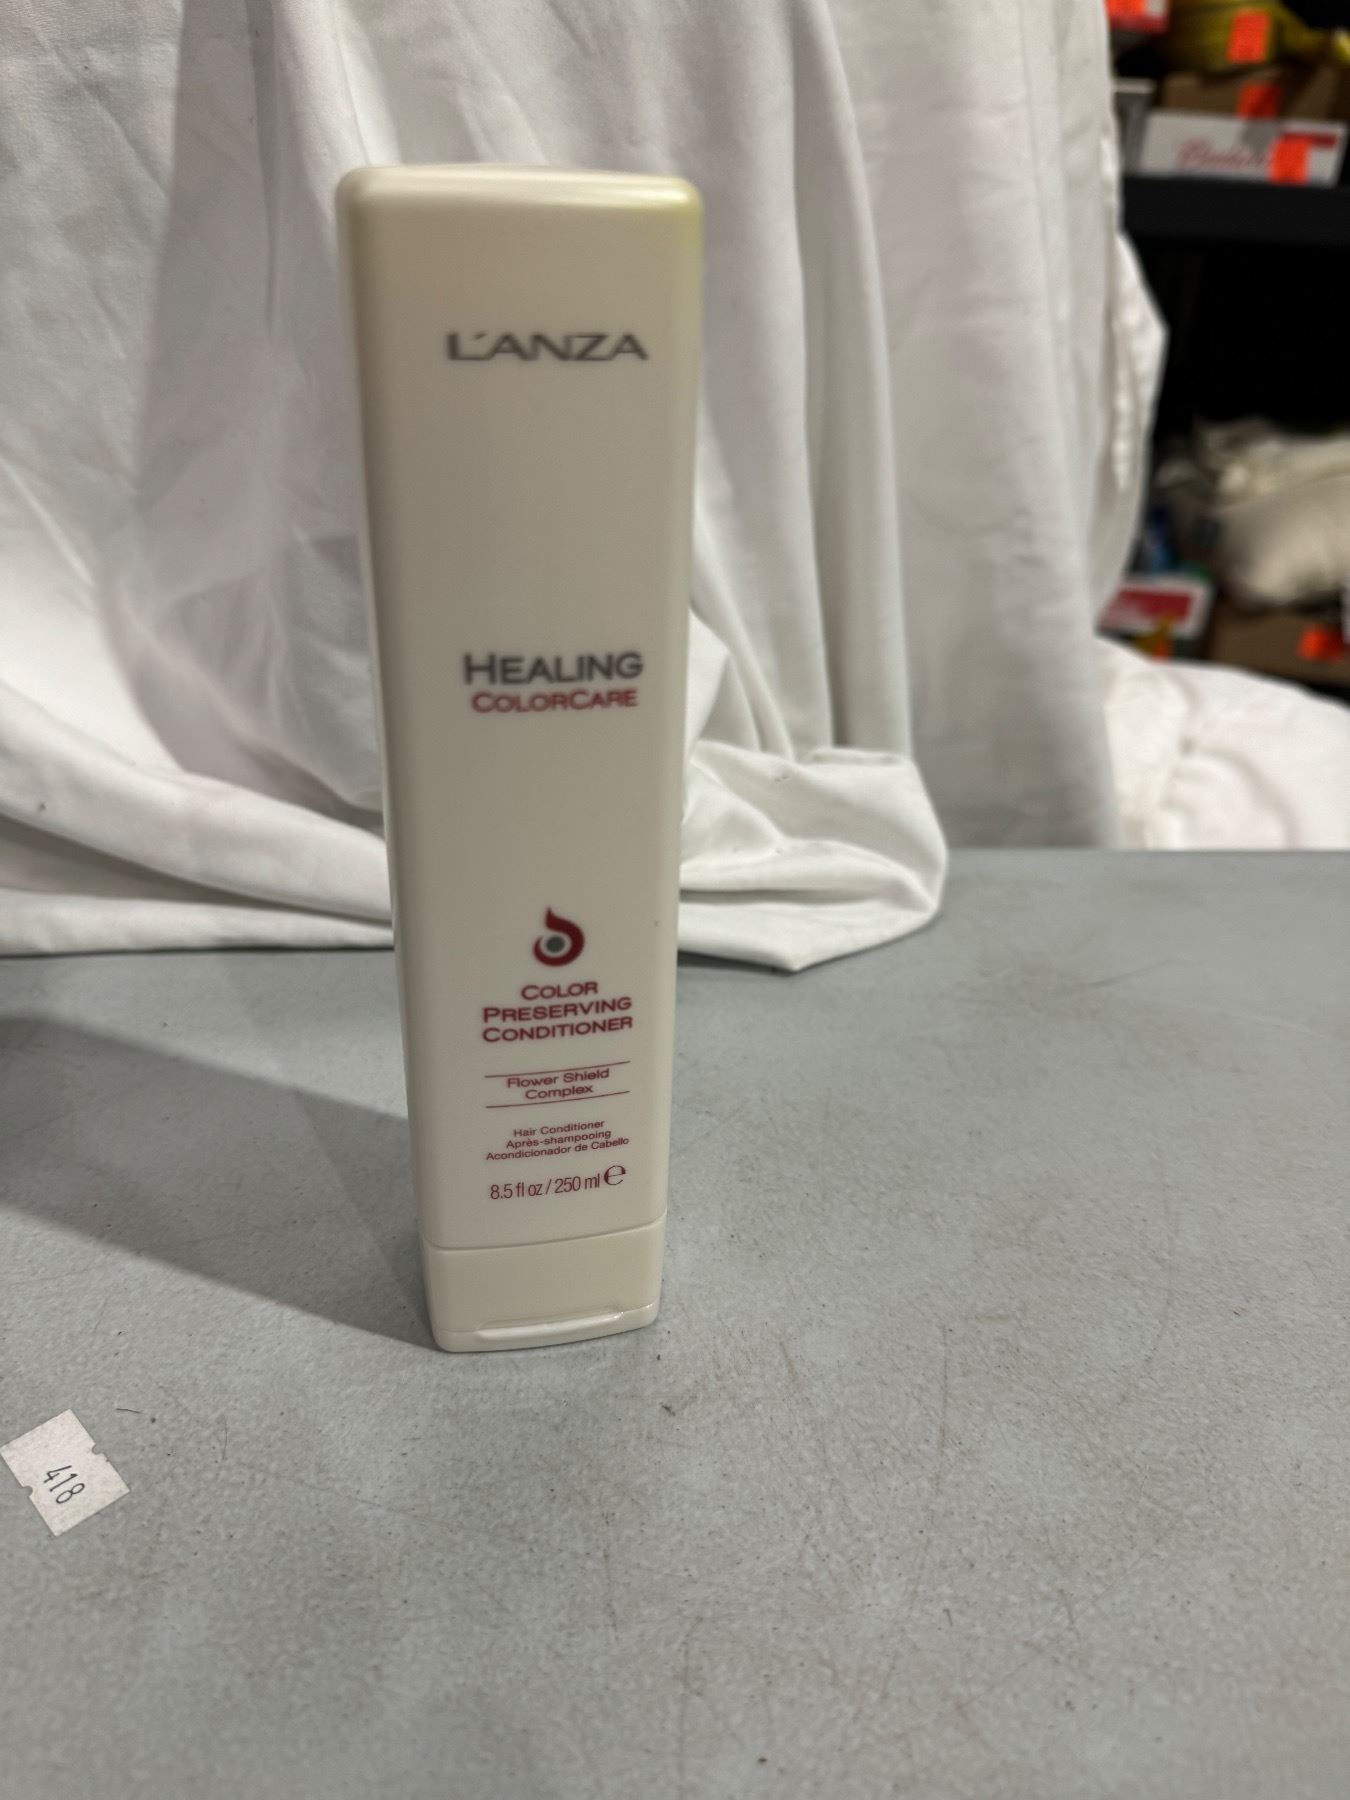 L'ANZA
HEALING
COLORCARE
COLOR
PRESERVING
CONDITIONER
Flower Shield
Complex
Hair Conditioner
Après-shampooing
Acondicionador de Cabello
8.5 fl oz / 250 ml ℮
418